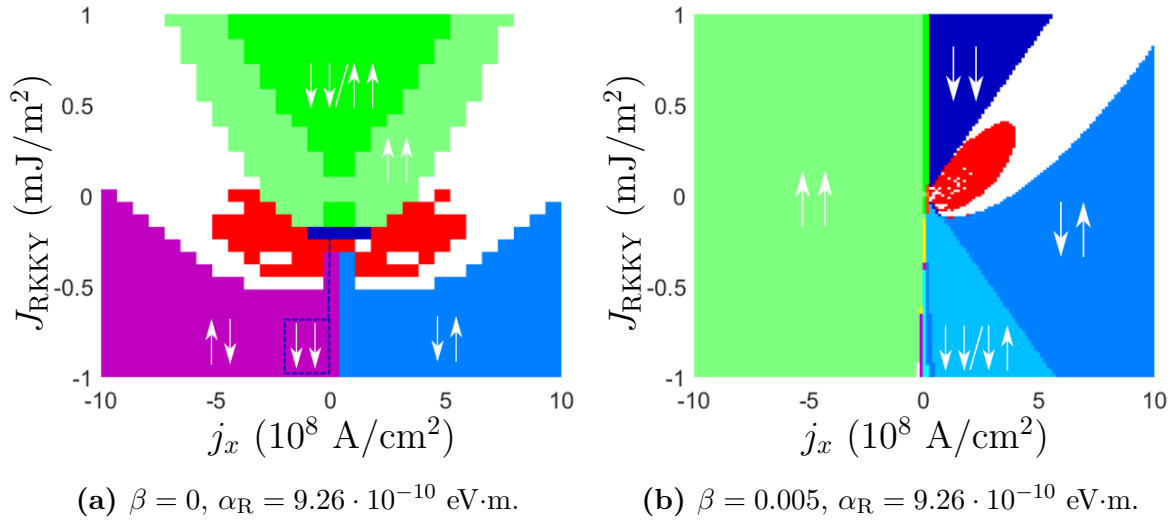 1
0.5
0
-0.5
-1
J_RKKY (mJ/m²)
↓↓/↑↑
↑↑
↑↓
↓↓
↓↑
-10 -5 0 5 10
j_x (10⁸ A/cm²)
(a) β = 0, α_R = 9.26 · 10⁻¹⁰ eV·m.
1
0.5
0
-0.5
-1
J_RKKY (mJ/m²)
↓↓
↑↑
↓↑
↓↓/↓↑
-10 -5 0 5 10
j_x (10⁸ A/cm²)
(b) β = 0.005, α_R = 9.26 · 10⁻¹⁰ eV·m.